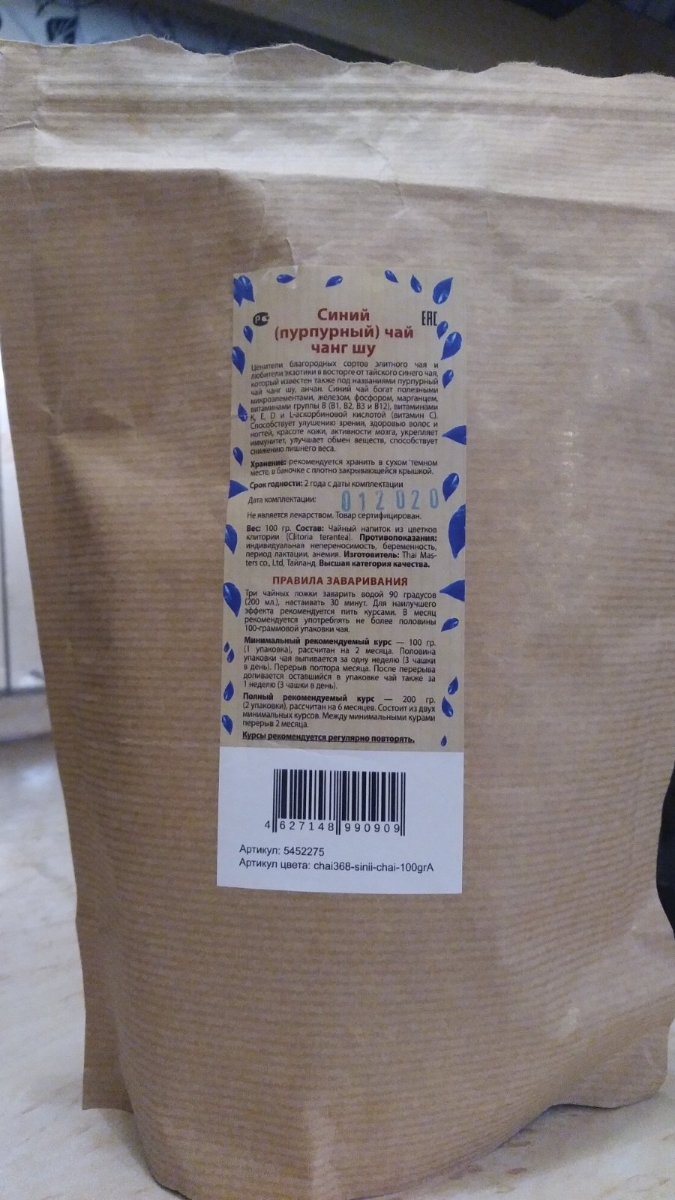 Синий
(пурпурный) чай
чанг шу
ЕАС
Ценители благородных сортов элитного чая и
любители экзотики в восторге от тайского синего чая,
который известен также под названиями пурпурный
чай чанг шу, анчан. Синий чай богат полезными
микроэлементами, железом, фосфором, марганцем,
витаминами группы В (В1, В2, В3 и В12), витаминами
К, Е, D и L-аскорбиновой кислотой (витамин С).
Способствует улушению зрения, здоровью волос и
ногтей, красоте кожи, активности мозга, укрепляет
иммунитет, улучшает обмен веществ, способствует
снижению лишнего веса.
Хранение: рекомендуется хранить в сухом темном
месте, в баночке с плотно закрывающейся крышкой.
Срок годности: 2 года с даты комплектации
Дата комплектации: 012020
Не является лекарством. Товар сертифицирован.
Вес: 100 гр. Состав: Чайный напиток из цветков
клитории (Clitoria terantea). Противопоказания:
индивидуальная непереносимость, беременность,
период лактации, анемия. Изготовитель: Thai Mas-
ters co., Ltd, Тайланд. Высшая категория качества.
ПРАВИЛА ЗАВАРИВАНИЯ
Три чайных ложки заварить водой 90 градусов
(200 мл.), настаивать 30 минут. Для наилучшего
эффекта рекомендуется пить курсами. В месяц
рекомендуется употреблять не более половины
100-граммовой упаковки чая.
Минимальный рекомендуемый курс — 100 гр.
(1 упаковка), рассчитан на 2 месяца. Половина
упаковки чая выпивается за одну неделю (3 чашки
в день). Перерыв полтора месяца. После перерыва
допивается оставшийся в упаковке чай также за
1 неделю (3 чашки в день).
Полный рекомендуемый курс — 200 гр.
(2 упаковки), рассчитан на 6 месяцев. Состоит из двух
минимальных курсов. Между минимальными курами
перерыв 2 месяца.
Курсы рекомендуется регулярно повторять.
4 627148 990909
Артикул: 5452275
Артикул цвета: chai368-sinii-chai-100grA